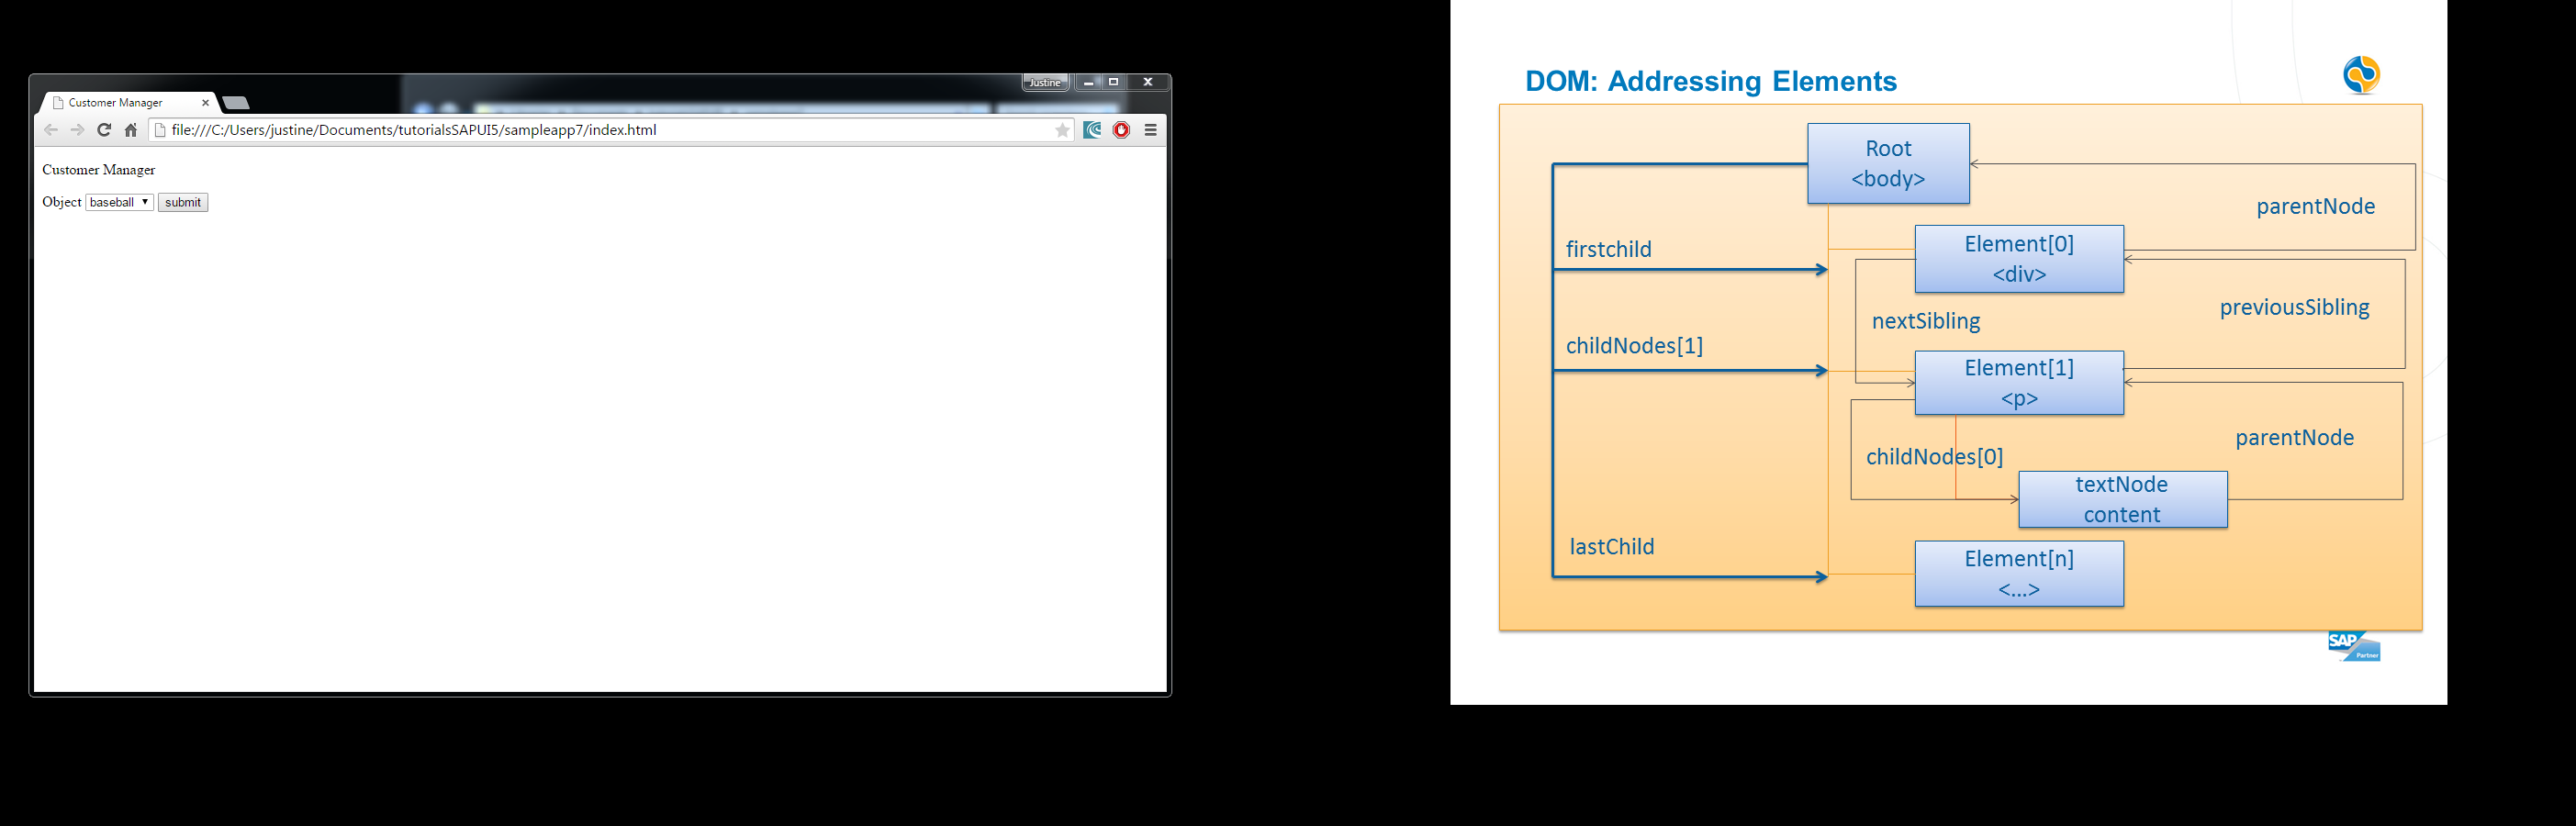 Justine
Customer Manager
file:///C:/Users/justine/Documents/tutorialsSAPUI5/sampleapp7/index.html
Customer Manager
Object baseball submit
DOM: Addressing Elements
Root
<body>
parentNode
firstchild
Element[0]
<div>
previousSibling
nextSibling
childNodes[1]
Element[1]
<p>
parentNode
childNodes[0]
textNode
content
lastChild
Element[n]
<...>
SAP
Partner